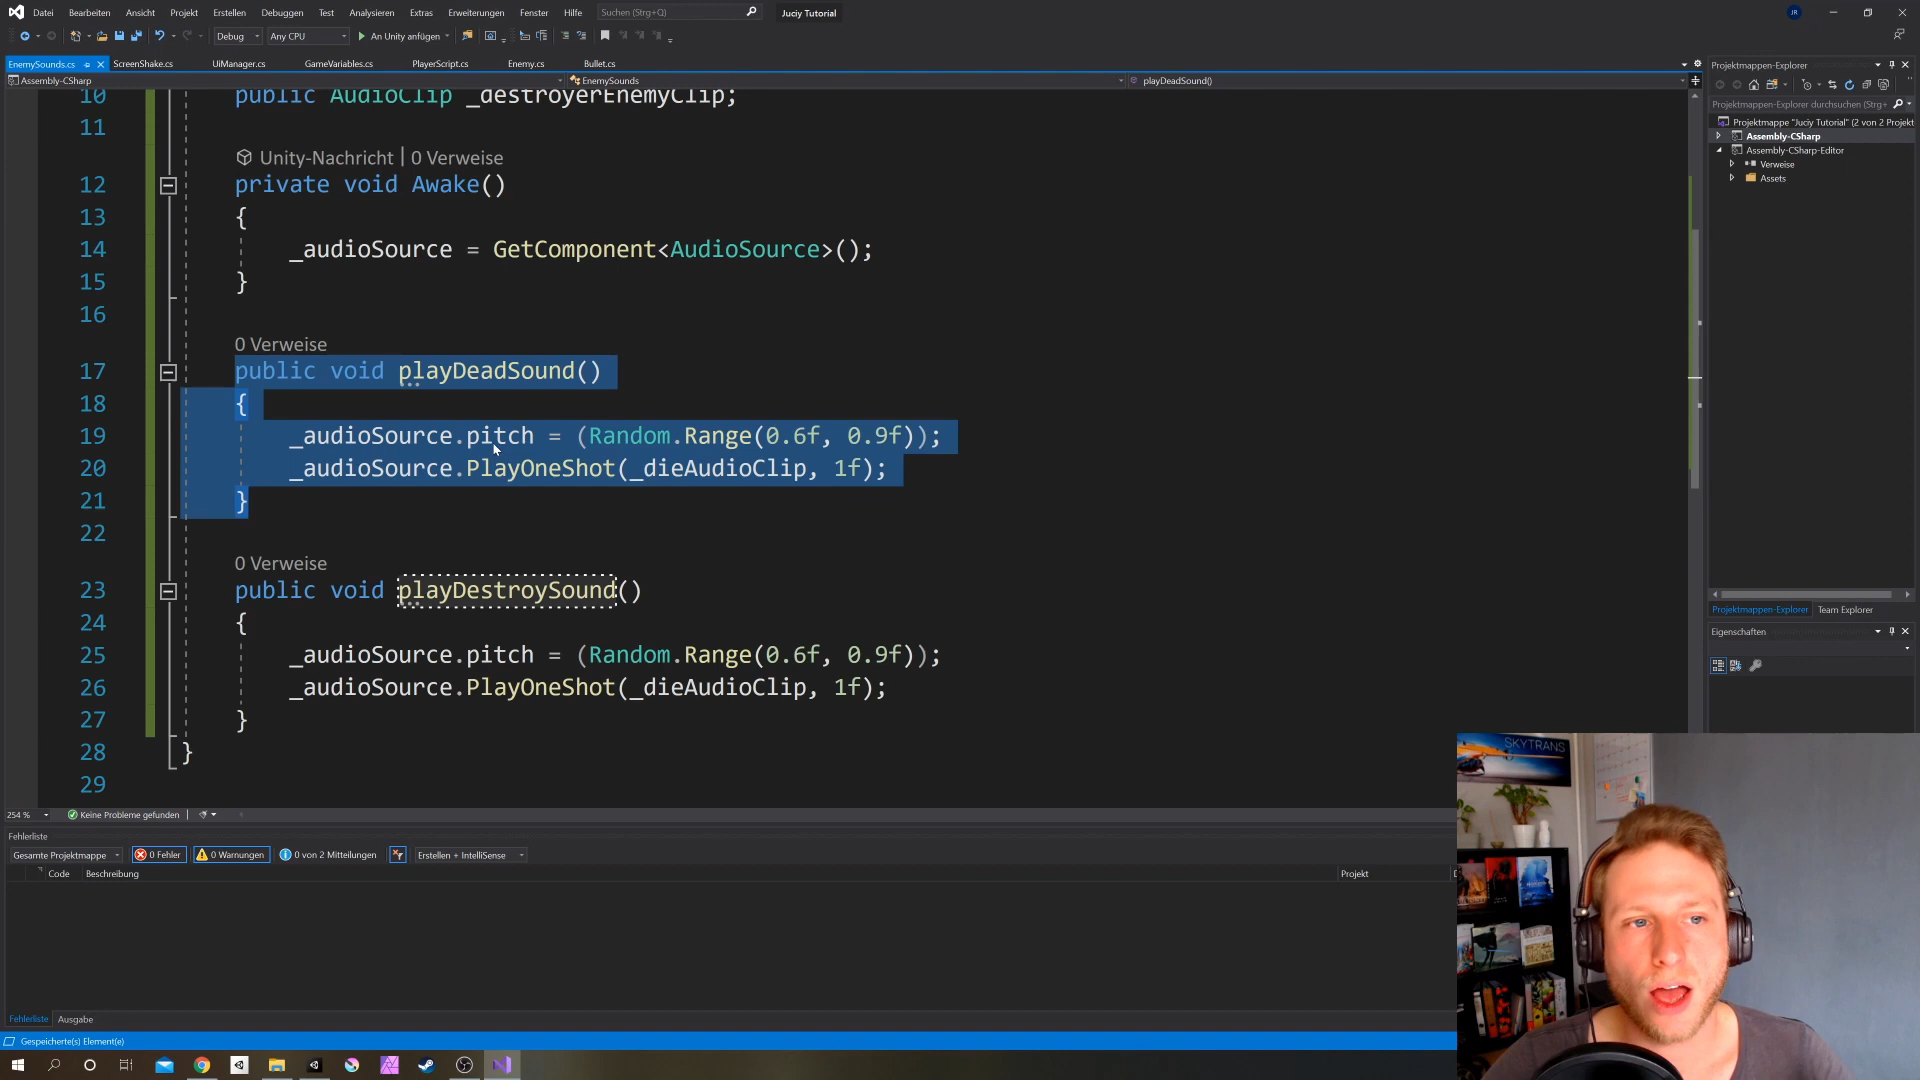 Datei Bearbeiten Ansicht Projekt Erstellen Debuggen Test Analysieren Extras Erweiterungen Fenster Hilfe Suchen (Strg+Q) Juciy Tutorial JR
Debug Any CPU An Unity anfügen
EnemySounds.cs ScreenShake.cs UiManager.cs GameVariables.cs PlayerScript.cs Enemy.cs Bullet.cs
Assembly-CSharp EnemySounds playDeadSound()
10 public AudioClip _destroyerEnemyClip;
11
Unity-Nachricht | 0 Verweise
12 private void Awake()
13 {
14 _audioSource = GetComponent<AudioSource>();
15 }
16
0 Verweise
17 public void playDeadSound()
18 {
19 _audioSource.pitch = (Random.Range(0.6f, 0.9f));
20 _audioSource.PlayOneShot(_dieAudioClip, 1f);
21 }
22
0 Verweise
23 public void playDestroySound()
24 {
25 _audioSource.pitch = (Random.Range(0.6f, 0.9f));
26 _audioSource.PlayOneShot(_dieAudioClip, 1f);
27 }
28 }
29
254 % Keine Probleme gefunden
Fehlerliste
Gesamte Projektmappe 0 Fehler 0 Warnungen 0 von 2 Mitteilungen Erstellen + IntelliSense
Code Beschreibung Projekt
Fehlerliste Ausgabe
Gespeicherte(s) Element(e)
Projektmappen-Explorer
Projektmappen-Explorer durchsuchen (Strg+
Projektmappe "Juciy Tutorial" (2 von 2 Projekt
Assembly-CSharp
Assembly-CSharp-Editor
Verweise
Assets
Projektmappen-Explorer Team Explorer
Eigenschaften
SKYTRANS